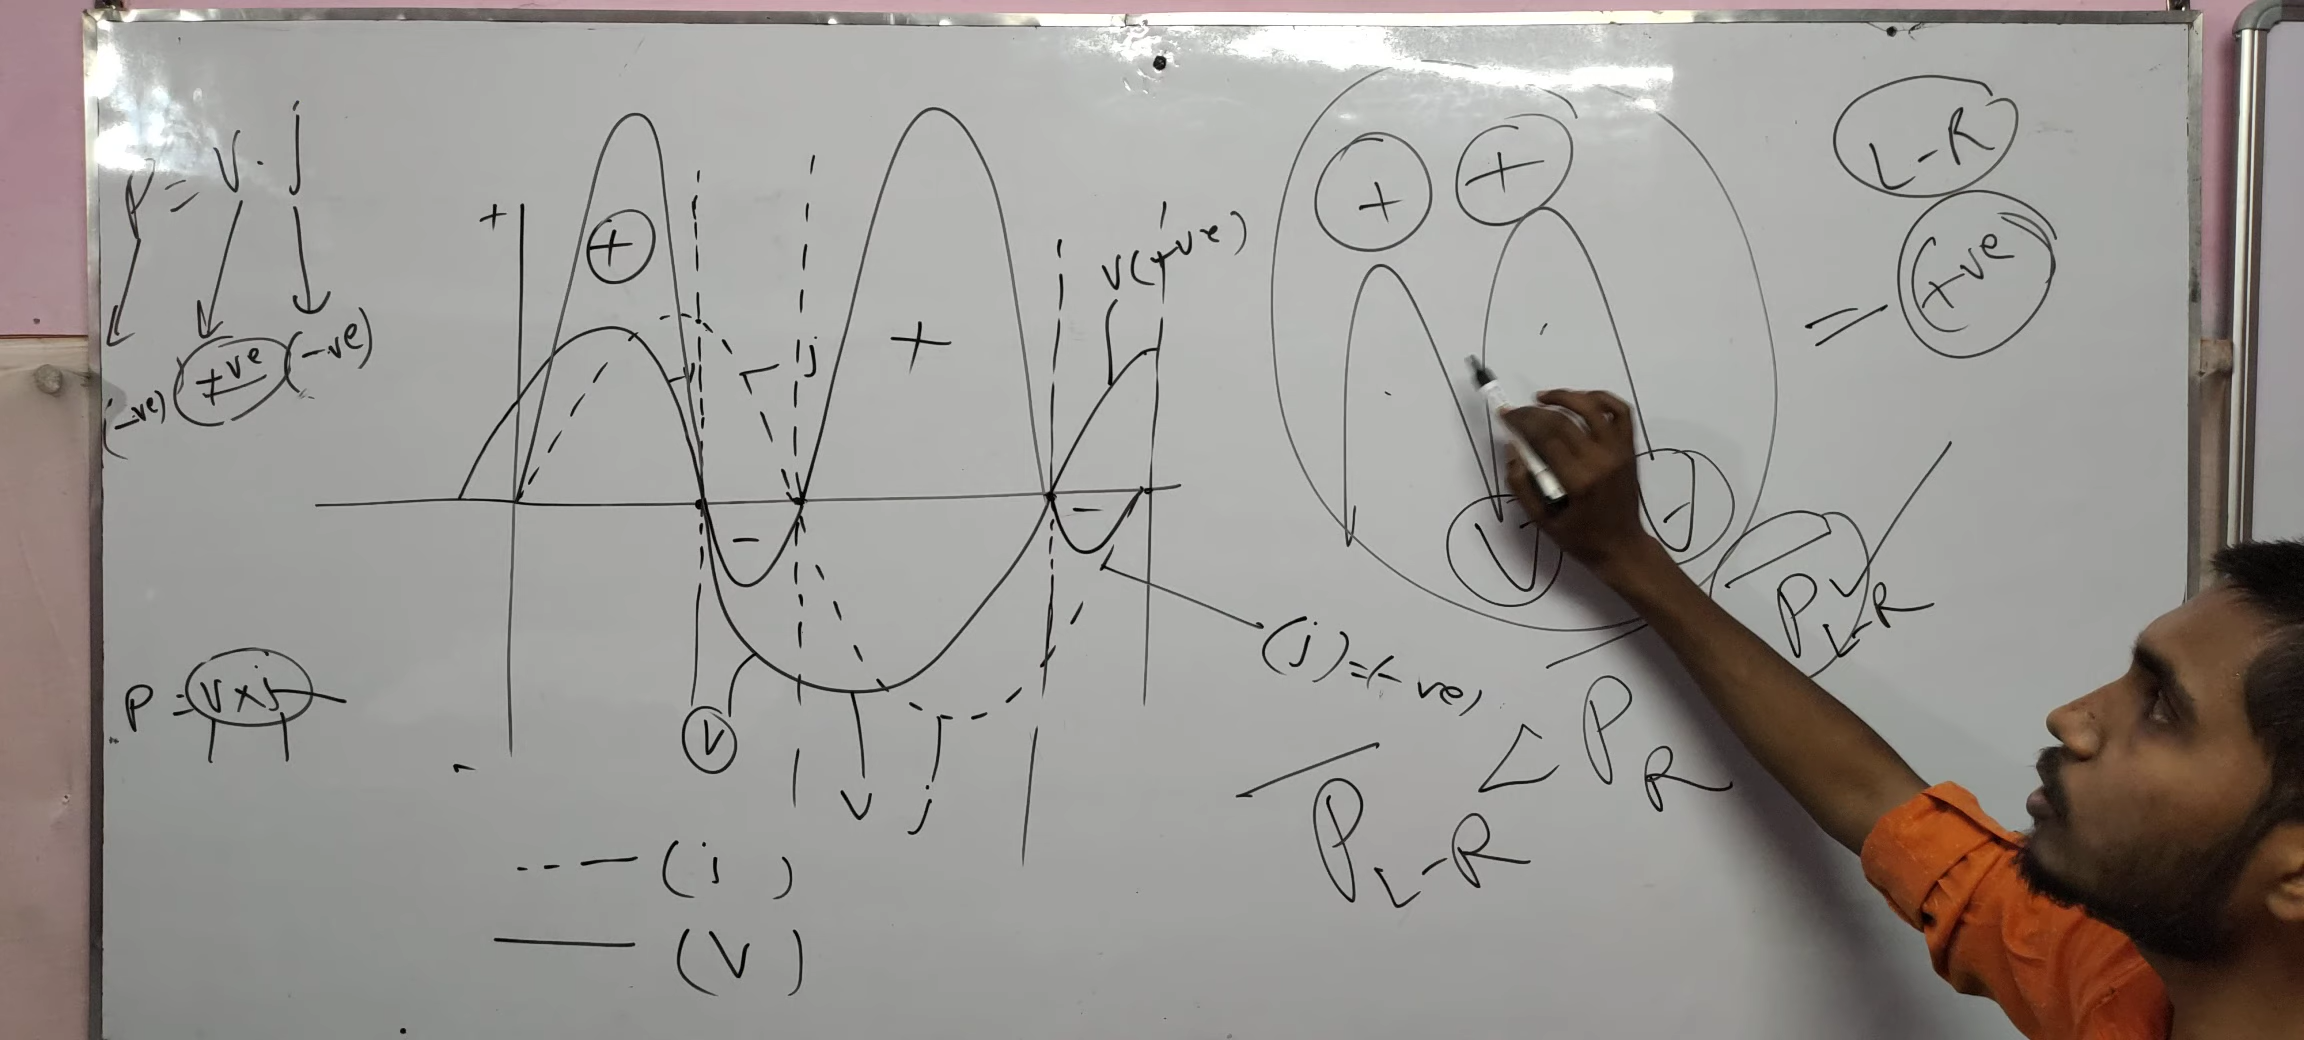 P = V . j
(-ve) +ve (-ve)
P = V x j
+
+
j
+
V(+ve)
-
-
V
V j
(j) = (- ve)
--- (j)
— (V)
+ +
-
L-R
= +ve
P L-R
P L-R < P R